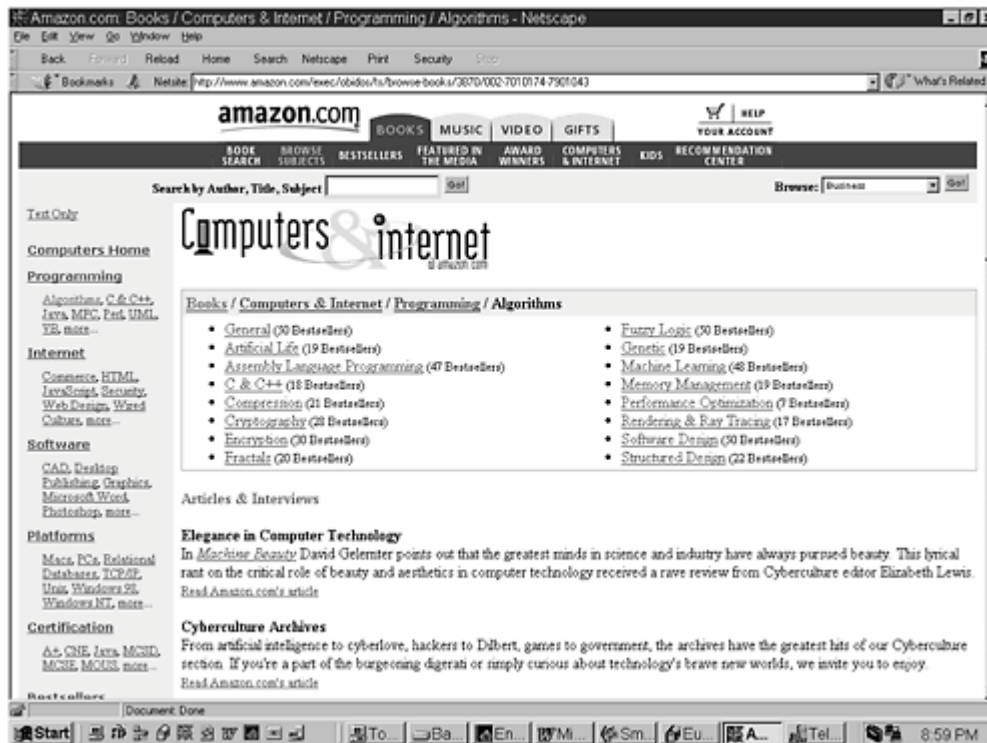 Amazon.com: Books / Computers & Internet / Programming / Algorithms - Netscape
File Edit View Go Window Help
Back Forward Reload Home Search Netscape Print Security Stop
Bookmarks Netsite: http://www.amazon.com/exec/obidos/ts/browse-books/3870/002-7010174-7901043 What's Related
amazon.com
BOOKS MUSIC VIDEO GIFTS
HELP
YOUR ACCOUNT
BOOK SEARCH BROWSE SUBJECTS BESTSELLERS FEATURED IN THE MEDIA AWARD WINNERS COMPUTERS & INTERNET KIDS RECOMMENDATION CENTER
Search by Author, Title, Subject Go! Browse: Business Go!
Text Only
Computers Home
Programming
Algorithms, C & C++,
Java, MFC, Perl, UML,
VB, more...
Internet
Commerce, HTML,
JavaScript, Security,
Web Design, Wired
Culture, more...
Software
CAD, Desktop
Publishing, Graphics,
Microsoft Word,
Photoshop, more...
Platforms
Macs, PCs, Relational
Databases, TCP/IP,
Unix, Windows 98,
Windows NT, more...
Certification
A+, CNE, Java, MCSD,
MCSE, MOUS, more...
Bestsellers
Computers & internet
at amazon.com
Books / Computers & Internet / Programming / Algorithms
General (50 Bestsellers)
Artificial Life (19 Bestsellers)
Assembly Language Programming (47 Bestsellers)
C & C++ (18 Bestsellers)
Compression (21 Bestsellers)
Cryptography (28 Bestsellers)
Encryption (30 Bestsellers)
Fractals (20 Bestsellers)
Fuzzy Logic (50 Bestsellers)
Genetic (19 Bestsellers)
Machine Learning (48 Bestsellers)
Memory Management (19 Bestsellers)
Performance Optimization (7 Bestsellers)
Rendering & Ray Tracing (17 Bestsellers)
Software Design (50 Bestsellers)
Structured Design (22 Bestsellers)
Articles & Interviews
Elegance in Computer Technology
In Machine Beauty David Gelernter points out that the greatest minds in science and industry have always pursued beauty. This lyrical
rant on the critical role of beauty and aesthetics in computer technology received a rave review from Cyberculture editor Elizabeth Lewis.
Read Amazon.com's article
Cyberculture Archives
From artificial intelligence to cyberlove, hackers to Dilbert, games to government, the archives have the greatest hits of our Cyberculture
section. If you're a part of the burgeoning digerati or simply curious about technology's brave new worlds, we invite you to enjoy.
Read Amazon.com's article
Document: Done
Start To... Ba... En... Mi... Sm... Eu... A... Tel... 8:59 PM